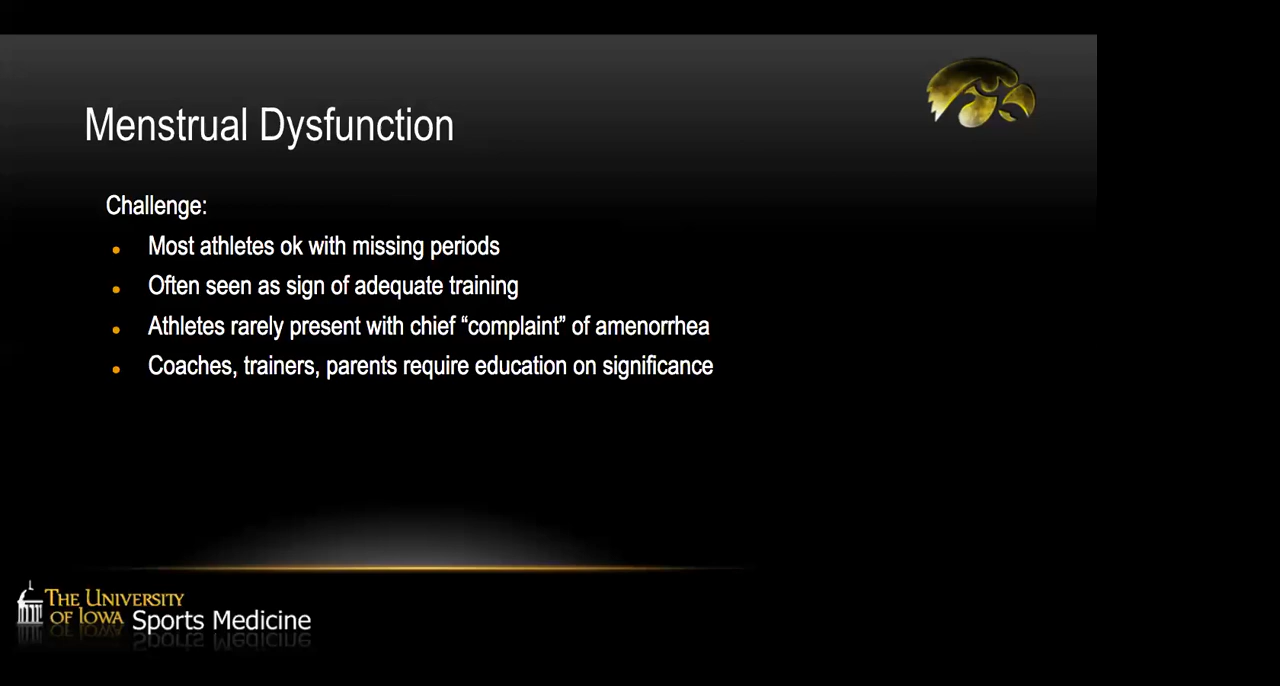 Menstrual Dysfunction
Challenge:
• Most athletes ok with missing periods
• Often seen as sign of adequate training
• Athletes rarely present with chief “complaint” of amenorrhea
• Coaches, trainers, parents require education on significance
THE UNIVERSITY
OF IOWA Sports Medicine